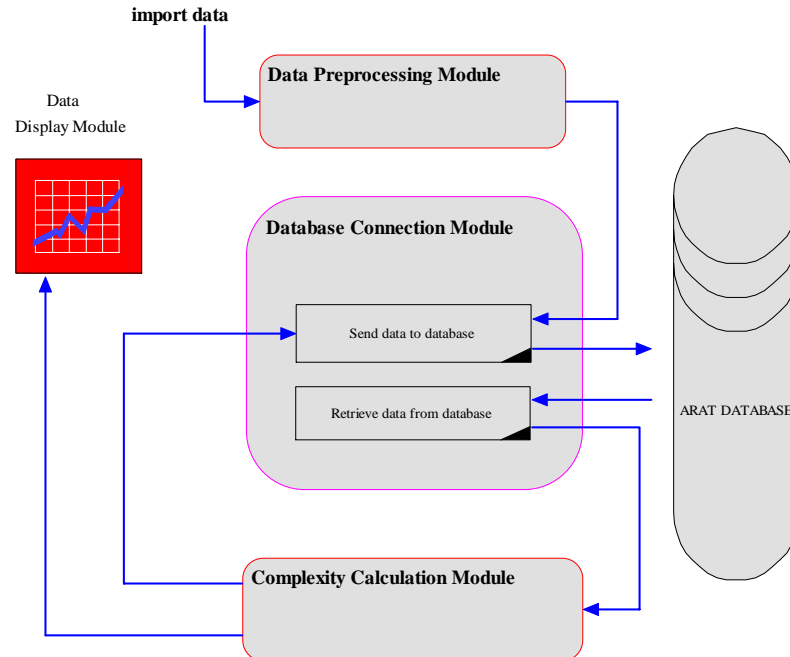 import data
Data Preprocessing Module
Data
Display Module
Database Connection Module
Send data to database
Retrieve data from database
ARAT DATABASE
Complexity Calculation Module